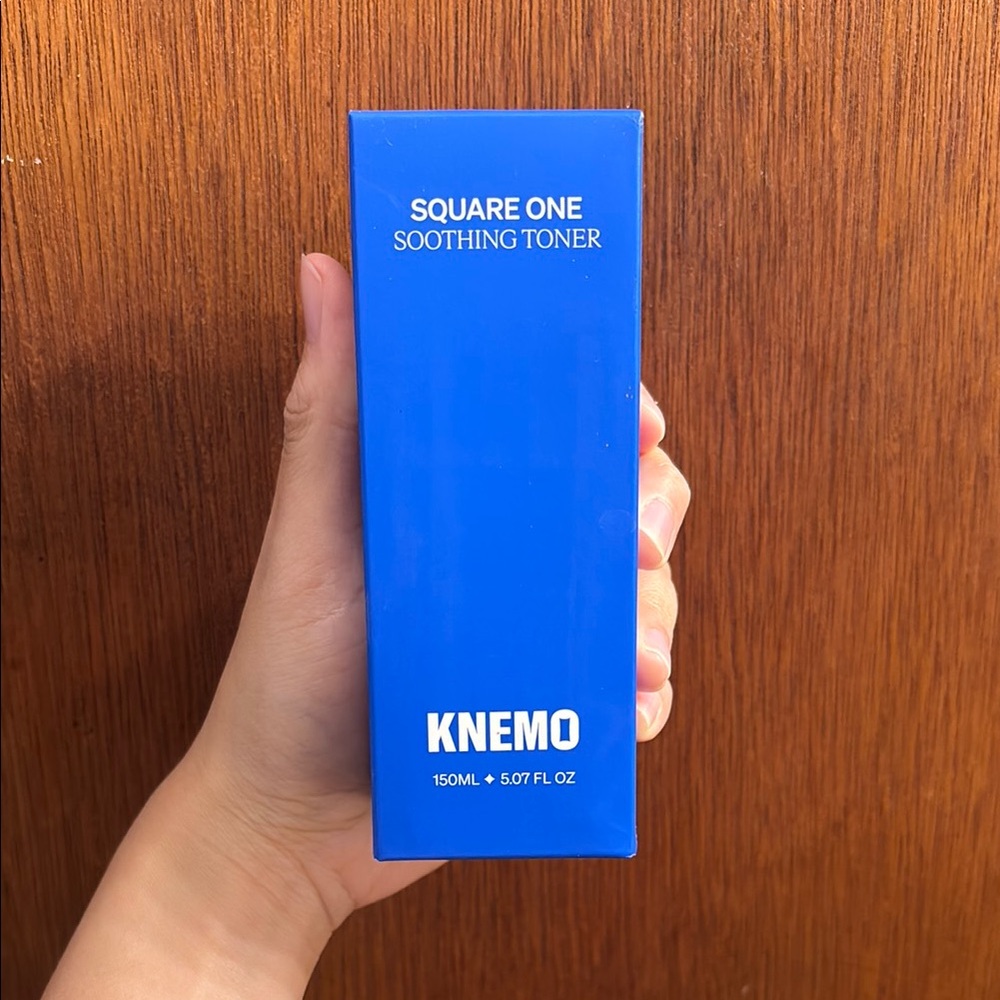 SQUARE ONE
SOOTHING TONER
KNEMO
150ML ✦ 5.07 FL OZ